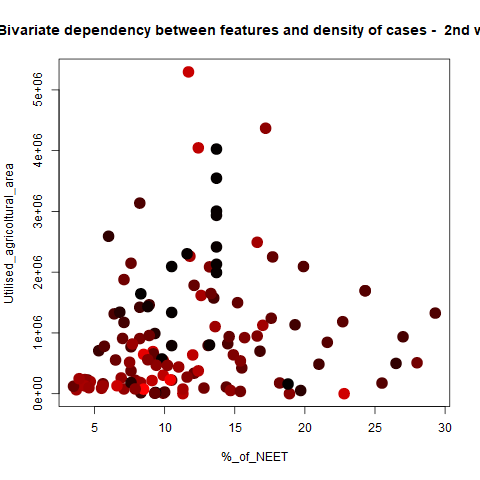 Bivariate dependency between features and density of cases - 2nd w
Utilised_agricoltural_area
0e+00
1e+06
2e+06
3e+06
4e+06
5e+06
5
10
15
20
25
30
%_of_NEET